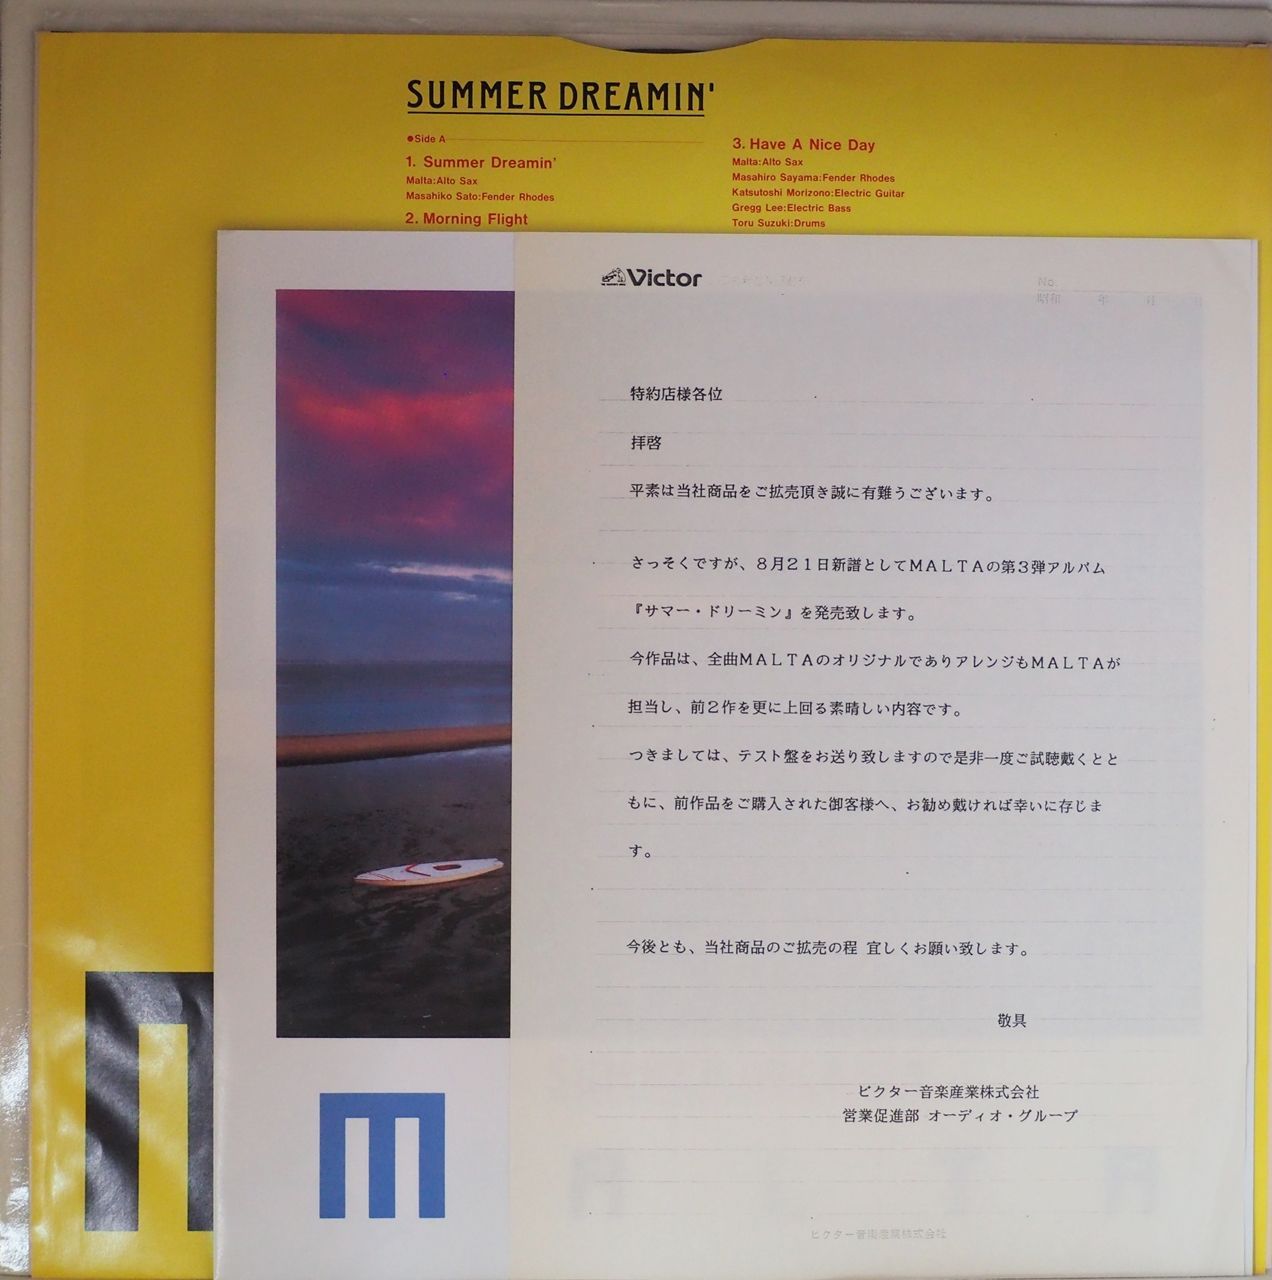 SUMMER DREAMIN'
●Side A
1. Summer Dreamin'
Malta:Alto Sax
Masahiko Sato:Fender Rhodes
2. Morning Flight
3. Have A Nice Day
Malta:Alto Sax
Masahiro Sayama:Fender Rhodes
Katsutoshi Morizono:Electric Guitar
Gregg Lee:Electric Bass
Toru Suzuki:Drums
Victor
No.
昭和 年 月 日
特約店様各位
拝啓
平素は当社商品をご拡売頂き誠に有難うございます。
さっそくですが、８月２１日新譜としてＭＡＬＴＡの第３弾アルバム
『サマー・ドリーミン』を発売致します。
今作品は、全曲ＭＡＬＴＡのオリジナルでありアレンジもＭＡＬＴＡが
担当し、前２作を更に上回る素晴しい内容です。
つきましては、テスト盤をお送り致しますので是非一度ご試聴戴くとと
もに、前作品をご購入された御客様へ、お勧め戴ければ幸いに存じま
す。
今後とも、当社商品のご拡売の程 宜しくお願い致します。
敬具
ビクター音楽産業株式会社
営業促進部 オーディオ・グループ
m
ビクター音楽産業株式会社